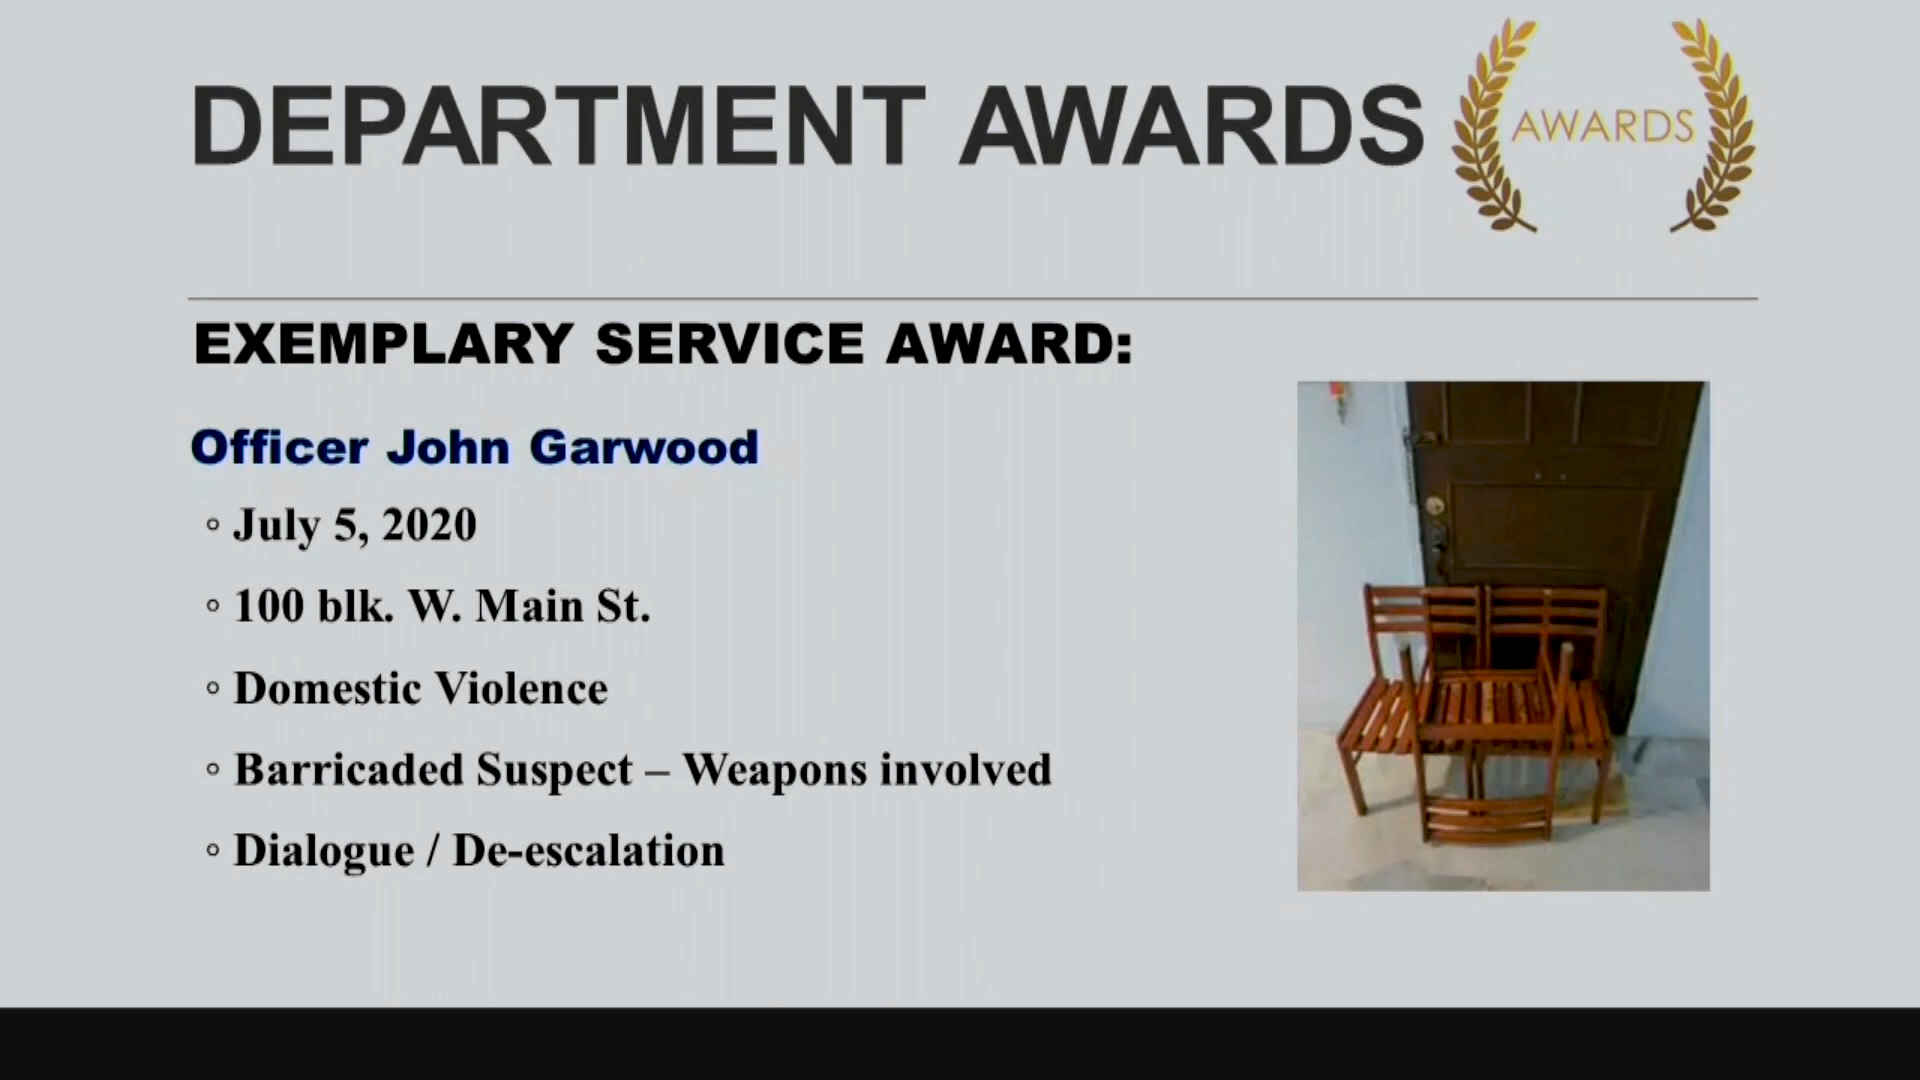 DEPARTMENT AWARDS
AWARDS
EXEMPLARY SERVICE AWARD:
Officer John Garwood
◦ July 5, 2020
◦ 100 blk. W. Main St.
◦ Domestic Violence
◦ Barricaded Suspect – Weapons involved
◦ Dialogue / De-escalation